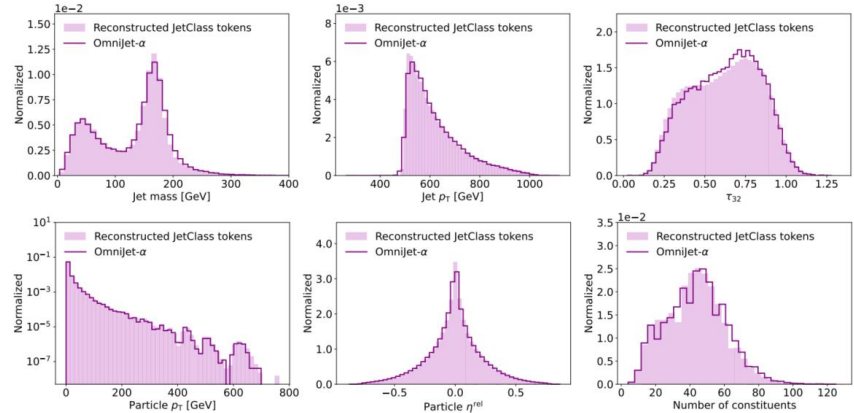 1e−2
Reconstructed JetClass tokens
OmniJet-α
Normalized
0.00
0.25
0.50
0.75
1.00
1.25
1.50
0
100
200
300
400
Jet mass [GeV]
1e−3
Reconstructed JetClass tokens
OmniJet-α
Normalized
0
2
4
6
8
400
600
800
1000
Jet pT [GeV]
Reconstructed JetClass tokens
OmniJet-α
Normalized
0.0
0.5
1.0
1.5
2.0
0.00
0.25
0.50
0.75
1.00
1.25
τ32
Reconstructed JetClass tokens
OmniJet-α
Normalized
10^1
10^−1
10^−3
10^−5
10^−7
0
200
400
600
800
Particle pT [GeV]
Reconstructed JetClass tokens
OmniJet-α
Normalized
0.0
1.0
2.0
3.0
4.0
−0.5
0.0
0.5
Particle η^rel
1e−2
Reconstructed JetClass tokens
OmniJet-α
Normalized
0.0
0.5
1.0
1.5
2.0
2.5
3.0
3.5
0
20
40
60
80
100
120
Number of constituents